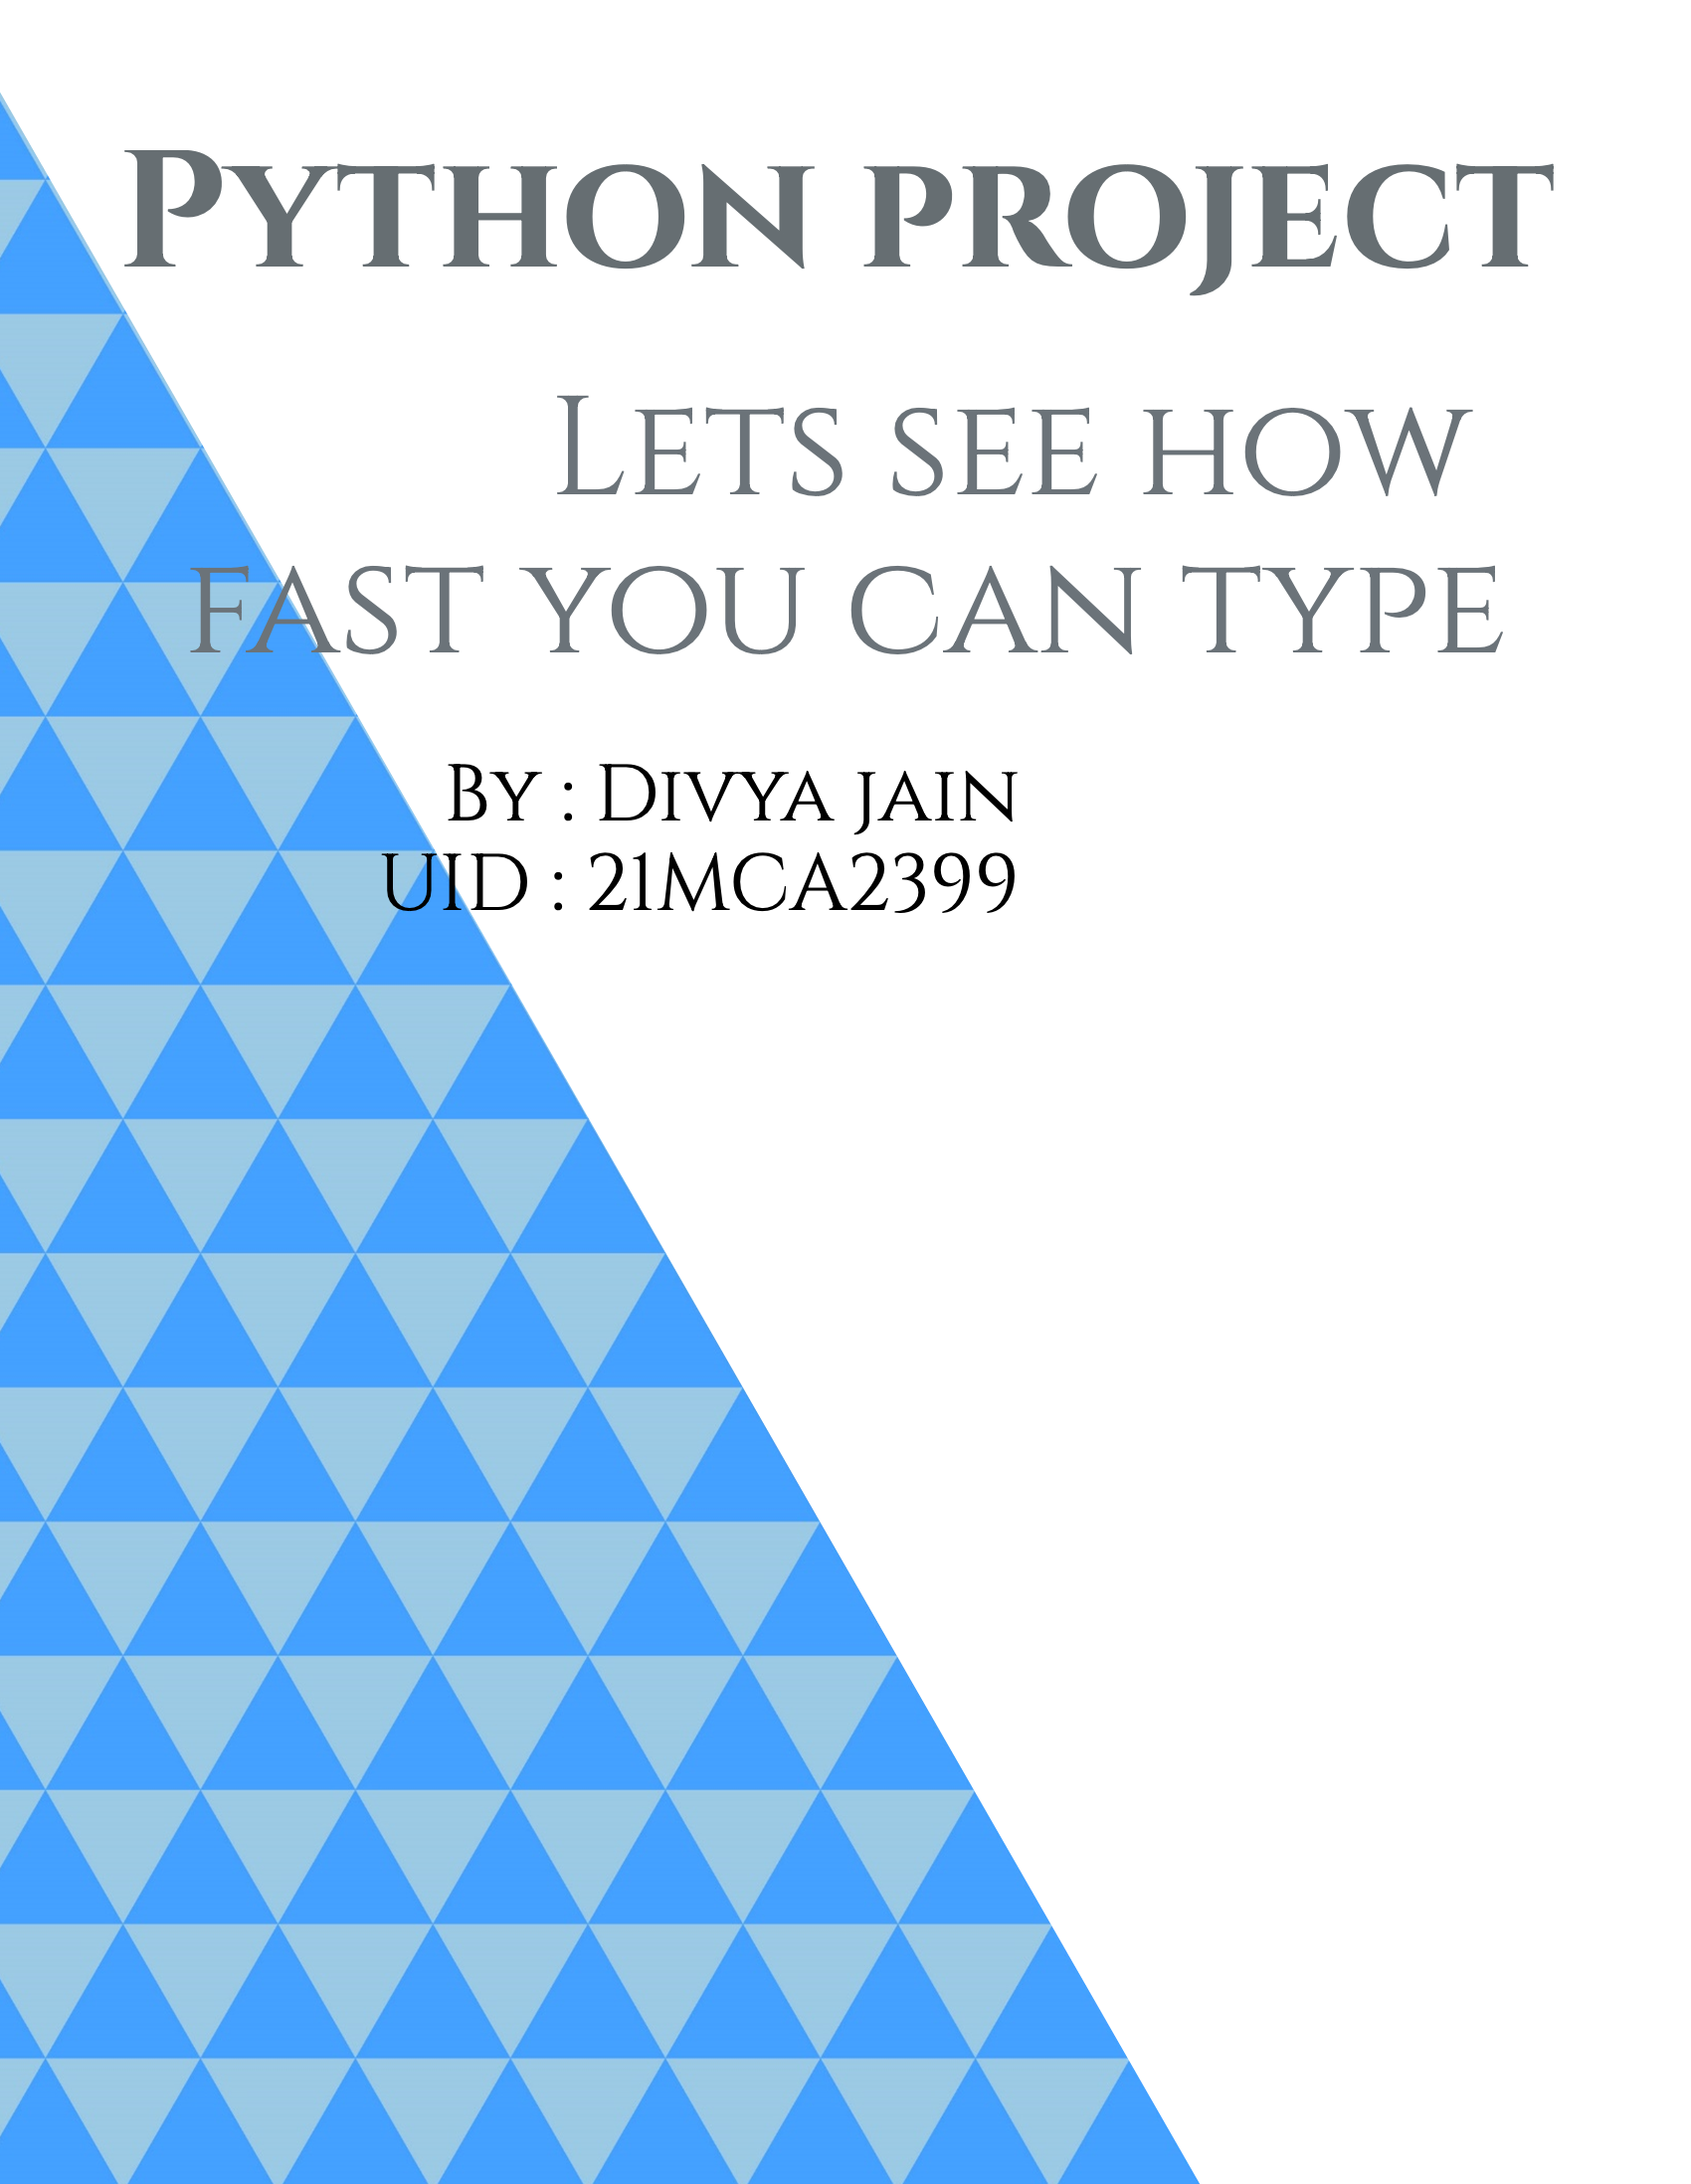 Python project
Lets see how
fast you can type
By : Divya jain
UID : 21MCA2399